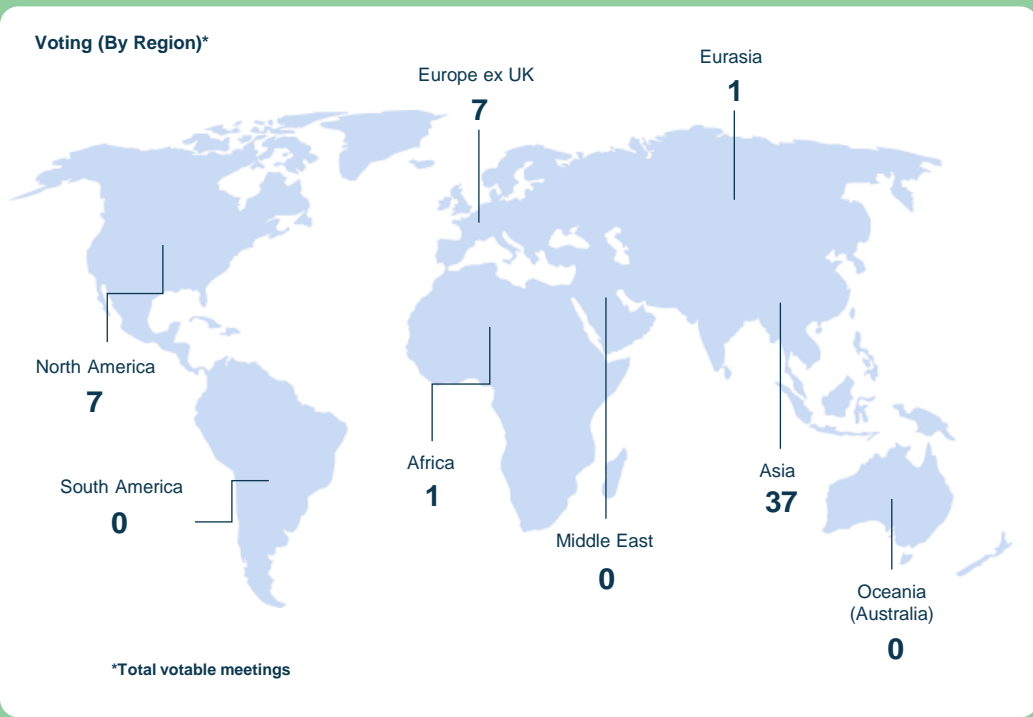 Voting (By Region)*
Eurasia
1
Europe ex UK
7
North America
7
South America
0
Africa
1
Asia
37
Middle East
0
Oceania
(Australia)
0
*Total votable meetings